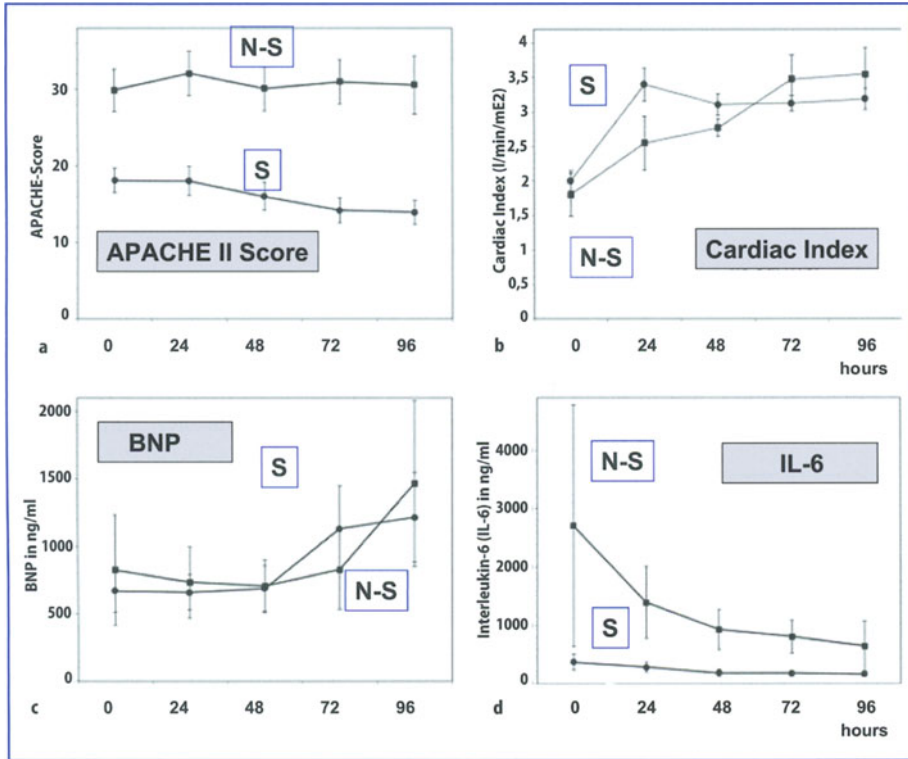 N-S
30
APACHE-Score
20
S
10
APACHE II Score
0
a
0 24 48 72 96
4
3,5
S
3
2,5
Cardiac Index (l/min/mE2)
2
1,5
N-S
Cardiac Index
1
0,5
0
b
0 24 48 72 96
hours
2000
BNP
1500
S
BNP in ng/ml
1000
N-S
500
0
c
0 24 48 72 96
4000
N-S
IL-6
3000
Interleukin-6 (IL-6) in ng/ml
2000
S
1000
0
d
0 24 48 72 96
hours